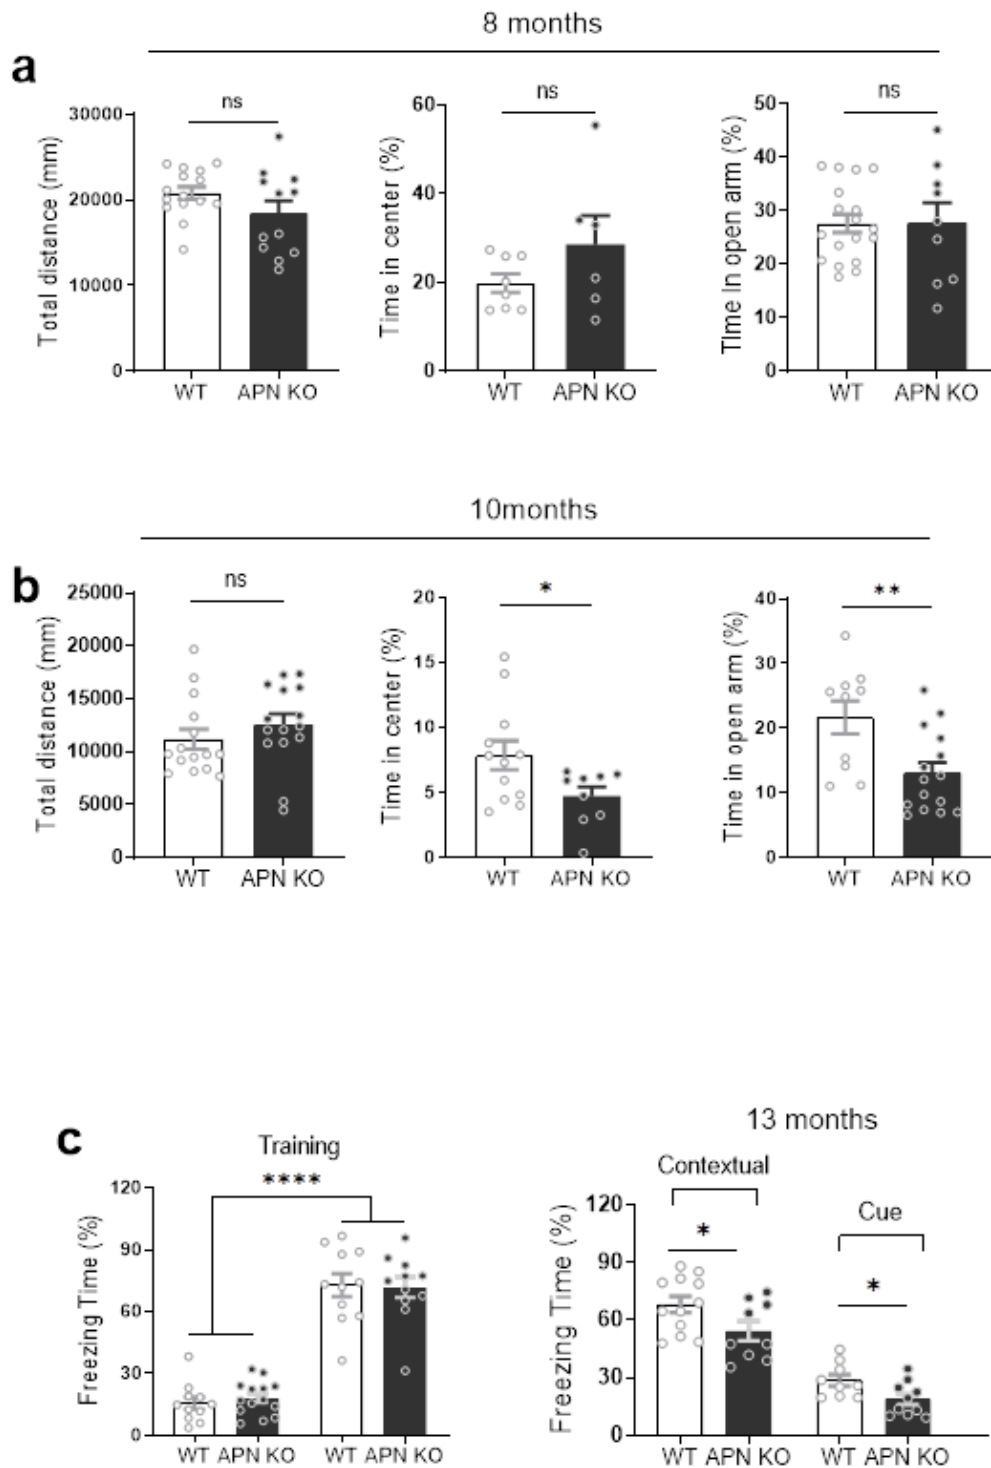 8 months
a
ns
ns
ns
Total distance (mm)
30000
20000
10000
0
WT
APN KO
Time in center (%)
60
40
20
0
WT
APN KO
Time in open arm (%)
50
40
30
20
10
0
WT
APN KO
10months
b
ns
*
**
Total distance (mm)
25000
20000
15000
10000
5000
0
WT
APN KO
Time in center (%)
20
15
10
5
0
WT
APN KO
Time in open arm (%)
40
30
20
10
0
WT
APN KO
c
Training
****
Freezing Time (%)
120
90
60
30
0
WT
APN KO
WT
APN KO
13 months
Contextual
Cue
*
*
Freezing Time (%)
120
90
60
30
0
WT
APN KO
WT
APN KO